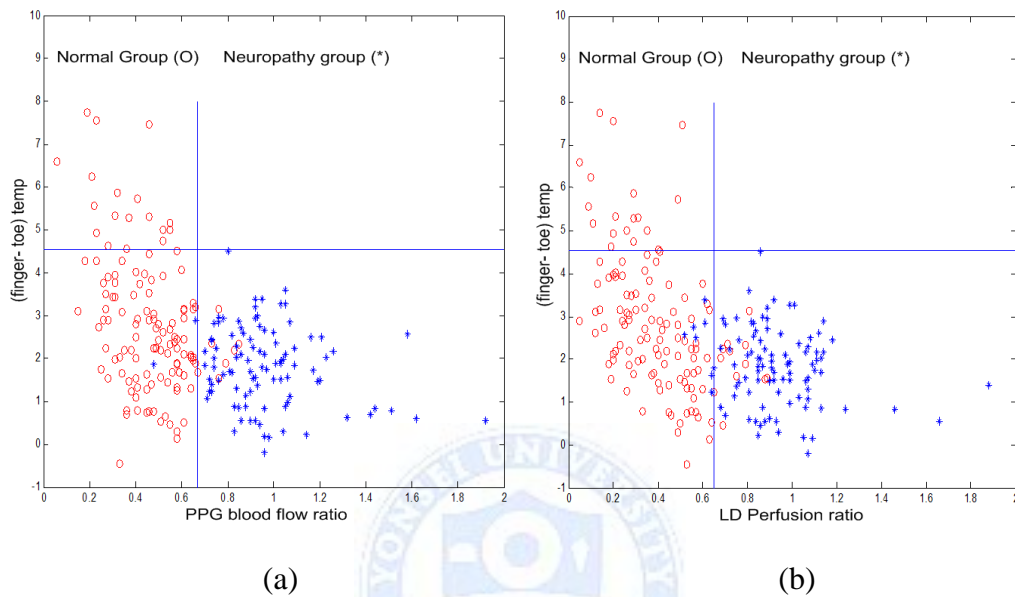 10
9
8
7
6
5
4
3
2
1
0
-1
(finger- toe) temp
Normal Group (O) Neuropathy group (*)
0 0.2 0.4 0.6 0.8 1 1.2 1.4 1.6 1.8 2
PPG blood flow ratio
(a)
10
9
8
7
6
5
4
3
2
1
0
-1
(finger- toe) temp
Normal Group (O) Neuropathy group (*)
0 0.2 0.4 0.6 0.8 1 1.2 1.4 1.6 1.8 2
LD Perfusion ratio
(b)
YONSEI UNIVERSITY